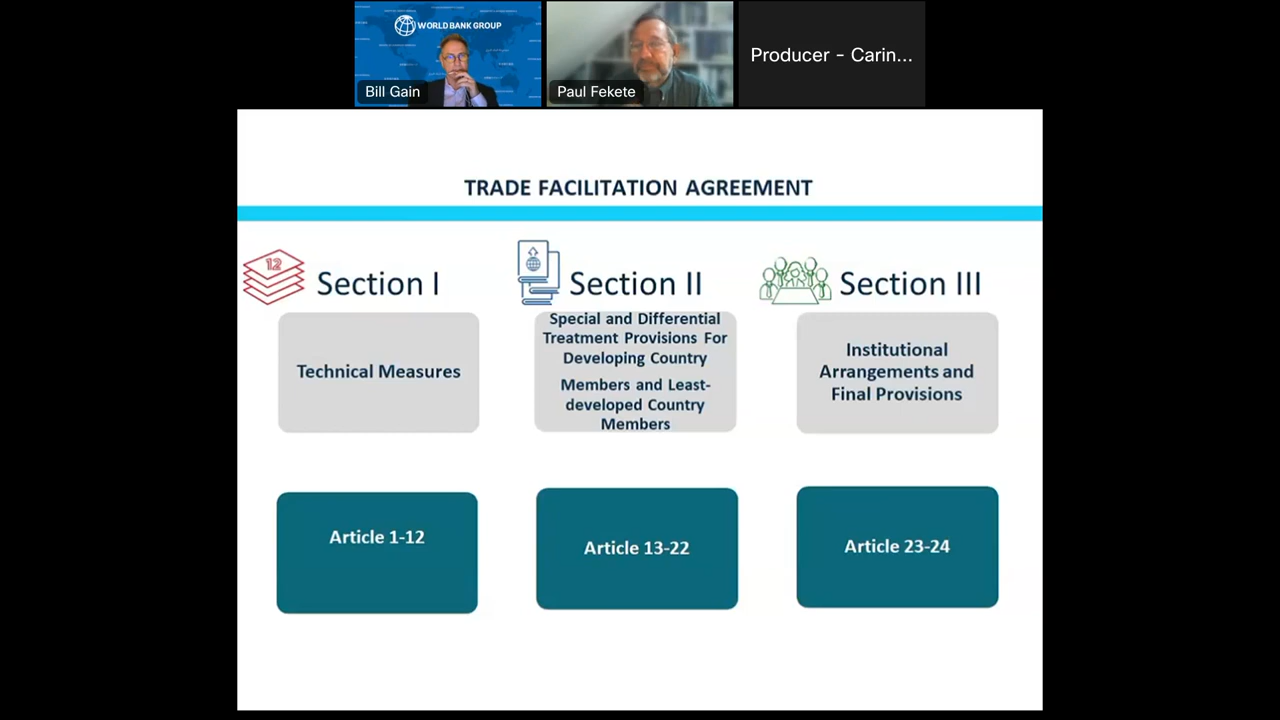 WORLD BANK GROUP
Bill Gain
Paul Fekete
Producer - Carin...
TRADE FACILITATION AGREEMENT
12
Section I
Section II
Section III
Technical Measures
Special and Differential
Treatment Provisions For
Developing Country
Members and Least-
developed Country
Members
Institutional
Arrangements and
Final Provisions
Article 1-12
Article 13-22
Article 23-24